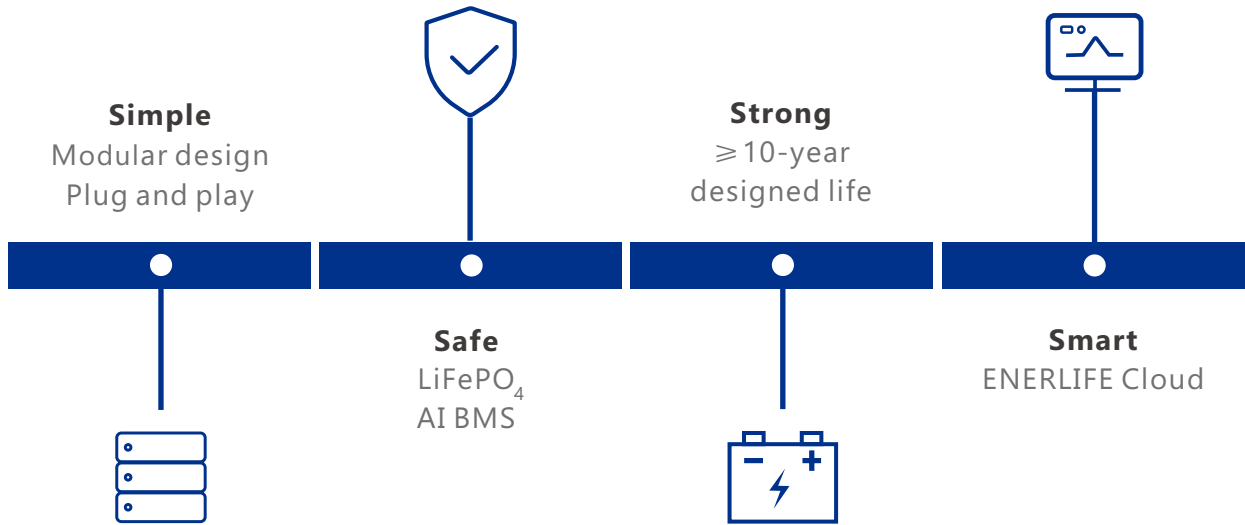 Simple
Modular design
Plug and play
Safe
LiFePO₄
AI BMS
Strong
≥10-year
designed life
Smart
ENERLIFE Cloud